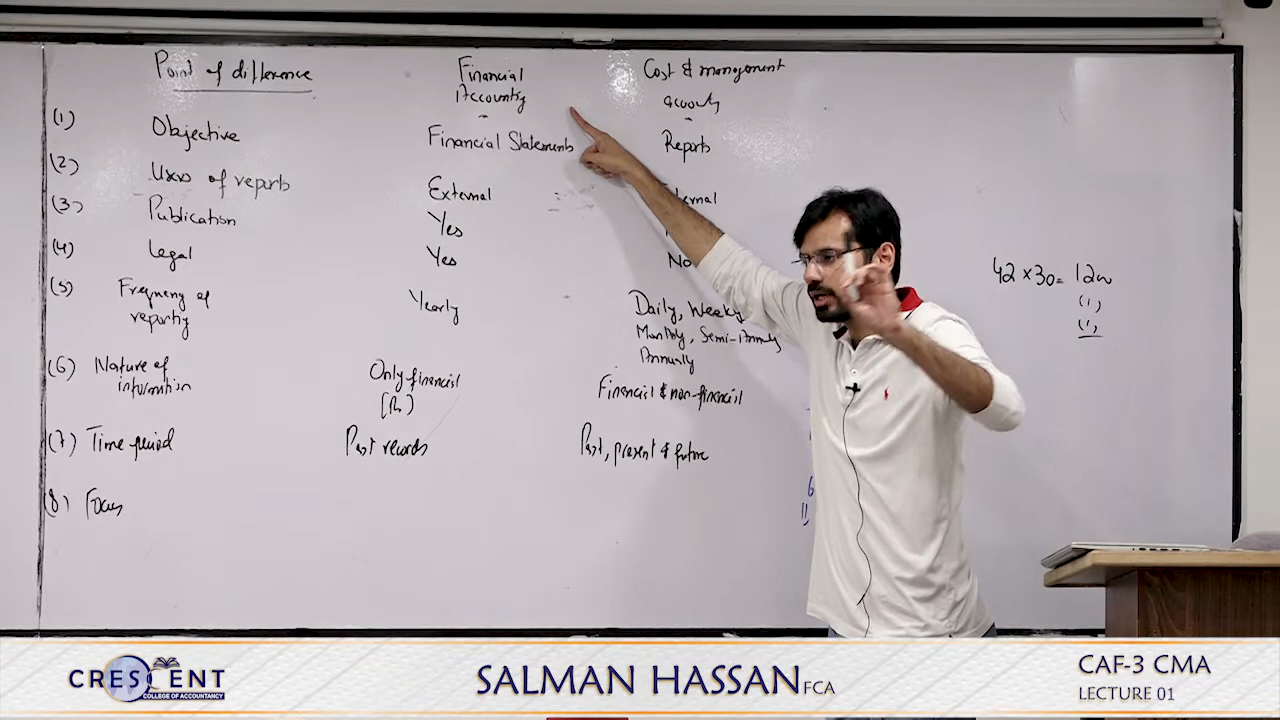 Point of difference
Financial
Accounting
Cost & management
(1) Objective
Financial Statements
Reports
(2) Users of reports
External
(3) Publication
Yes
(4) Legal
Yes
No
(5) Frequency of
reporting
Yearly
Daily, Weekly
Monthly, Semi-Annualy
Annually
(6) Nature of
information
Only financial
(Rs)
Financial & non-financial
(7) Time period
Past records
Past, present & future
(8) Focus
42 × 30 = 1200
CRESCENT
COLLEGE OF ACCOUNTANCY
SALMAN HASSAN FCA
CAF-3 CMA
LECTURE 01